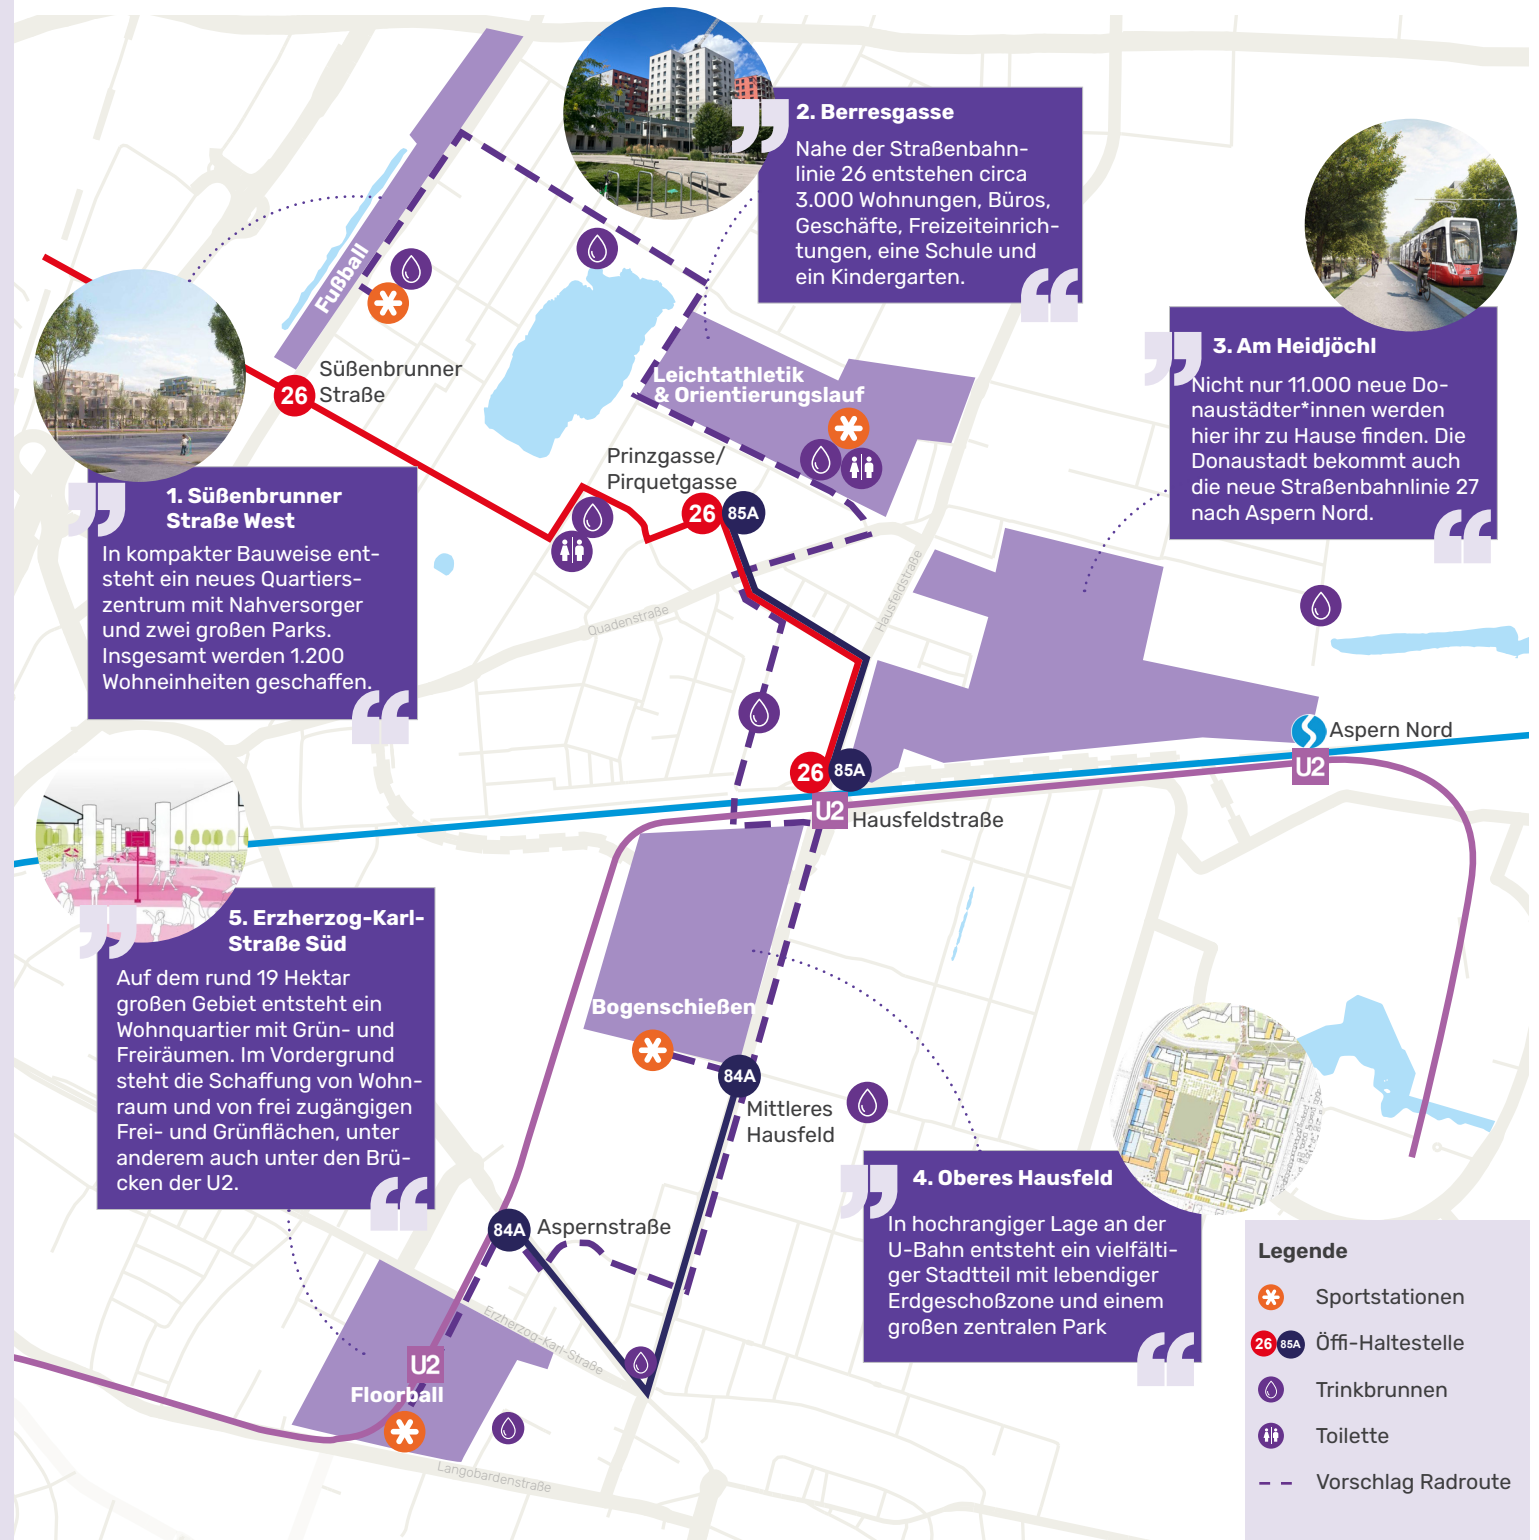 2. Berresgasse
Nahe der Straßenbahn-
linie 26 entstehen circa
3.000 Wohnungen, Büros,
Geschäfte, Freizeiteinrich-
tungen, eine Schule und
ein Kindergarten.
Fußball
Süßenbrunner
Straße
26
Leichtathletik
& Orientierungslauf
3. Am Heidjöchl
Nicht nur 11.000 neue Do-
naustädter*innen werden
hier ihr zu Hause finden. Die
Donaustadt bekommt auch
die neue Straßenbahnlinie 27
nach Aspern Nord.
Prinzgasse/
Pirquetgasse
26
85A
1. Süßenbrunner
Straße West
In kompakter Bauweise ent-
steht ein neues Quartiers-
zentrum mit Nahversorger
und zwei großen Parks.
Insgesamt werden 1.200
Wohneinheiten geschaffen.
Quadenstraße
Hausfeldstraße
Aspern Nord
U2
26
85A
U2
Hausfeldstraße
5. Erzherzog-Karl-
Straße Süd
Auf dem rund 19 Hektar
großen Gebiet entsteht ein
Wohnquartier mit Grün- und
Freiräumen. Im Vordergrund
steht die Schaffung von Wohn-
raum und von frei zugängigen
Frei- und Grünflächen, unter
anderem auch unter den Brü-
cken der U2.
Bogenschießen
84A
Mittleres
Hausfeld
4. Oberes Hausfeld
In hochrangiger Lage an der
U-Bahn entsteht ein vielfälti-
ger Stadtteil mit lebendiger
Erdgeschoßzone und einem
großen zentralen Park
84A
Aspernstraße
Erzherzog-Karl-Straße
U2
Floorball
Langobardenstraße
Legende
Sportstationen
26 85A Öffi-Haltestelle
Trinkbrunnen
Toilette
Vorschlag Radroute